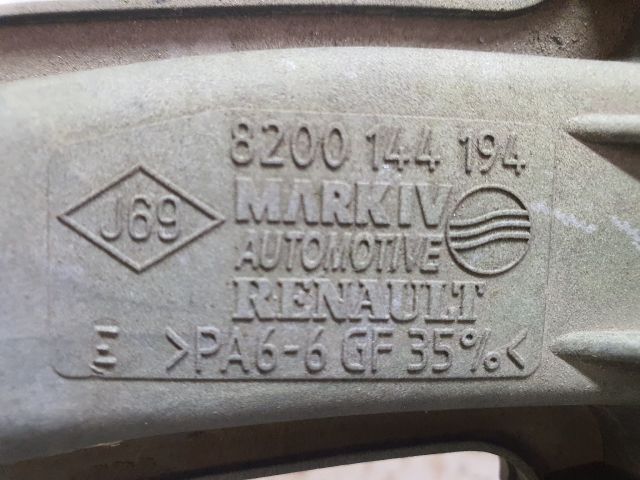 8200 144 194
J69
MARKIV
AUTOMOTIVE
RENAULT
E >PA6-6 GF 35%<